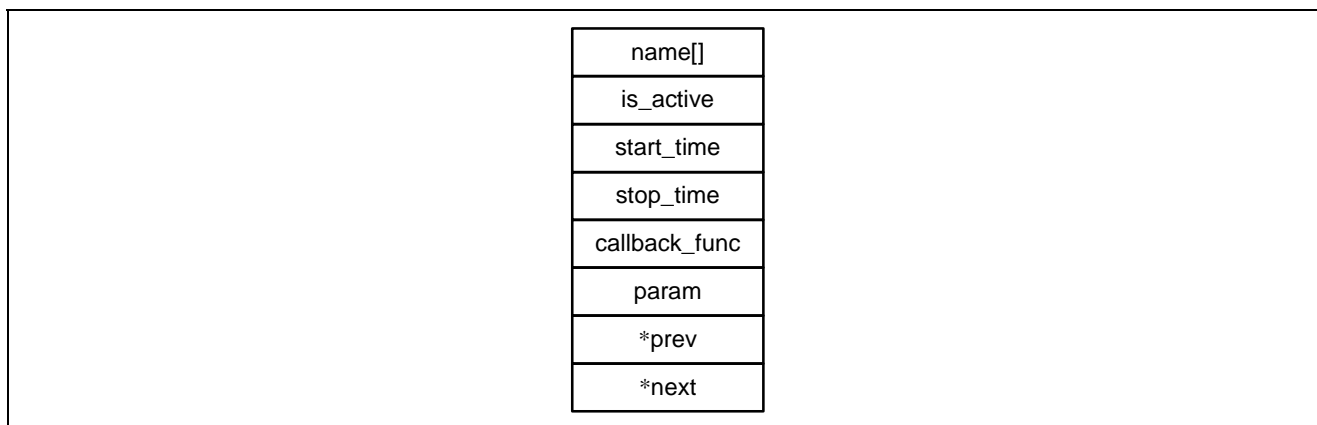 name[]
is_active
start_time
stop_time
callback_func
param
*prev
*next